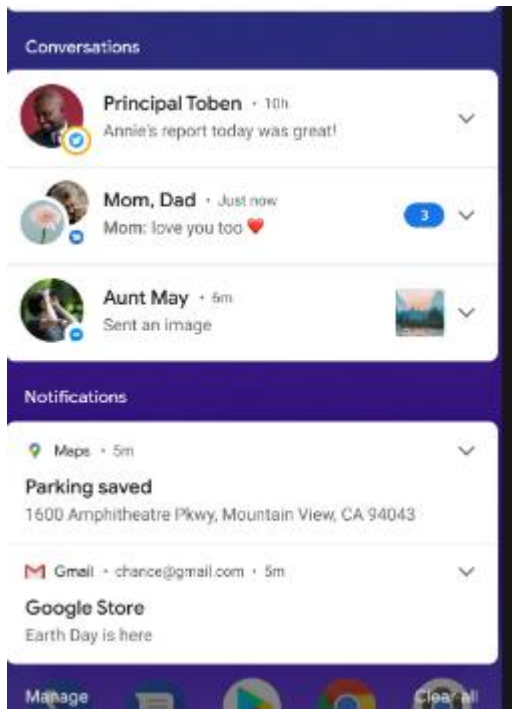 Conversations
Principal Toben · 10h
Annie's report today was great!
Mom, Dad · Just now
Mom: love you too ❤️
3
Aunt May · 5m
Sent an image
Notifications
Maps · 5m
Parking saved
1600 Amphitheatre Pkwy, Mountain View, CA 94043
Gmail · chance@gmail.com · 5m
Google Store
Earth Day is here
Manage
Clear all